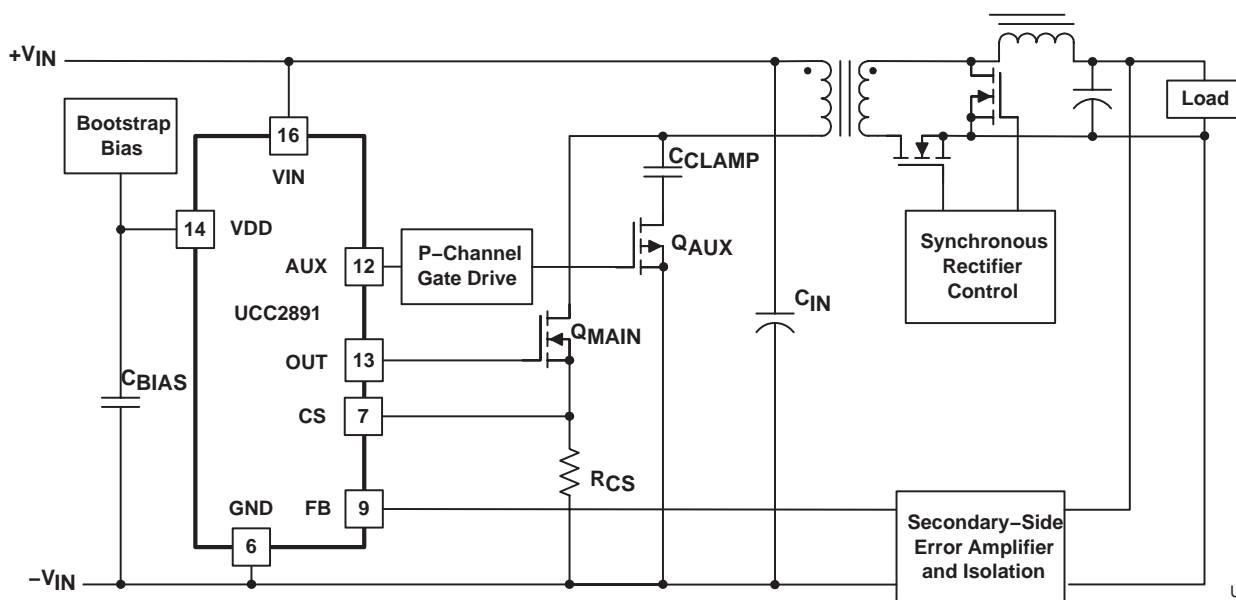 +VIN
Bootstrap
Bias
16
VIN
14
VDD
AUX
12
P−Channel
Gate Drive
UCC2891
OUT
13
CBIAS
CS
7
GND
FB
9
6
−VIN
CCLAMP
QAUX
QMAIN
RCS
CIN
Load
Synchronous
Rectifier
Control
Secondary−Side
Error Amplifier
and Isolation
U